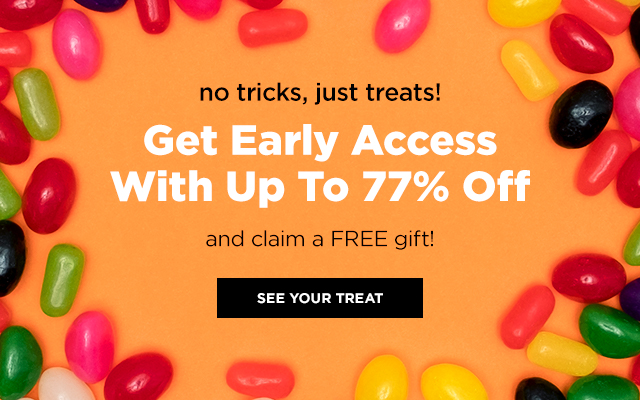 no tricks, just treats!
Get Early Access
With Up To 77% Off
and claim a FREE gift!
SEE YOUR TREAT